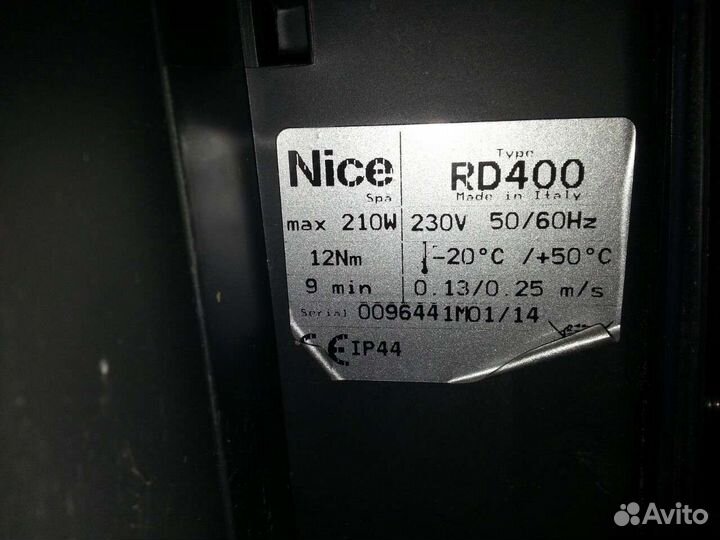 Nice
Spa
Type
RD400
Made in Italy
max 210W
230V 50/60Hz
12Nm
-20°C /+50°C
9 min
0.13/0.25 m/s
Serial 0096441M01/14
CE IP44
Avito